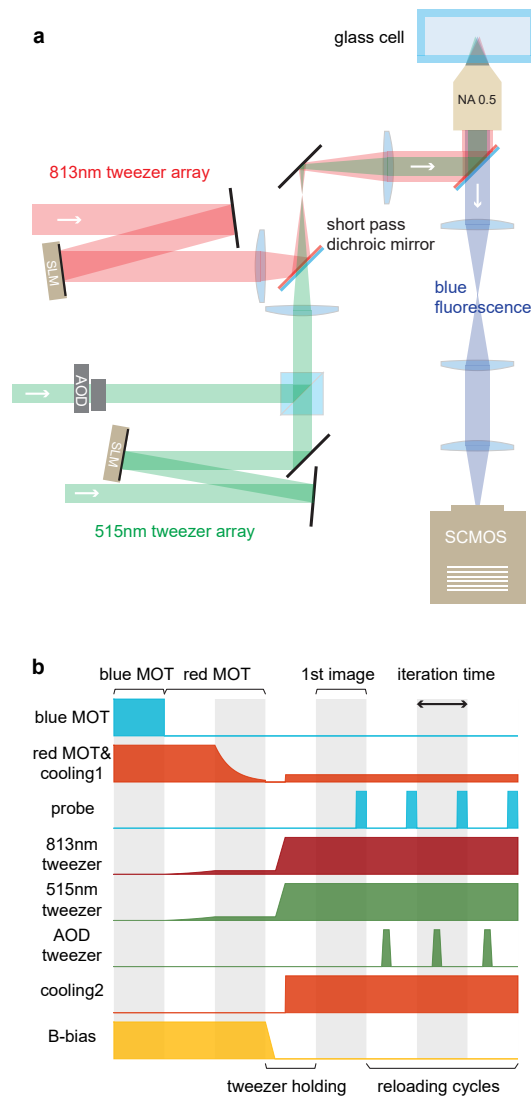 a
glass cell
NA 0.5
813nm tweezer array
SLM
short pass
dichroic mirror
blue
fluorescence
AOD
SLM
515nm tweezer array
SCMOS
b
blue MOT red MOT 1st image iteration time
blue MOT
red MOT&
cooling1
probe
813nm
tweezer
515nm
tweezer
AOD
tweezer
cooling2
B-bias
tweezer holding reloading cycles